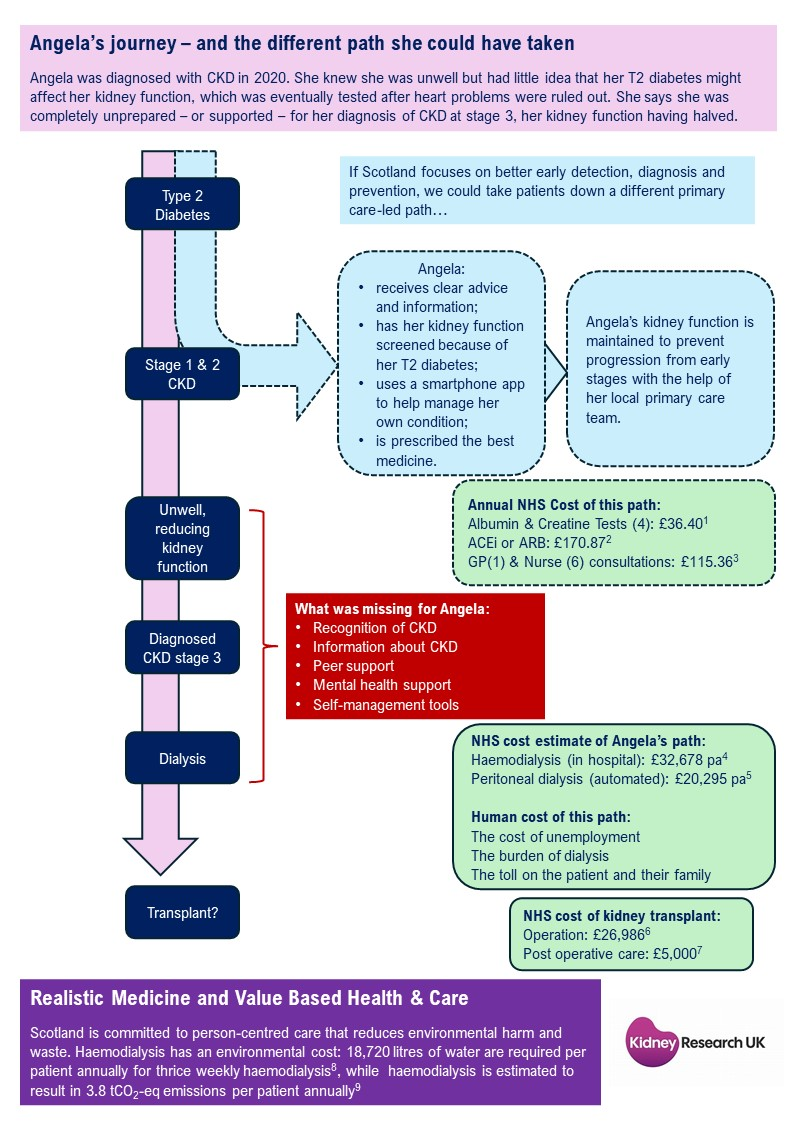 Angela's journey – and the different path she could have taken
Angela was diagnosed with CKD in 2020. She knew she was unwell but had little idea that her T2 diabetes might
affect her kidney function, which was eventually tested after heart problems were ruled out. She says she was
completely unprepared – or supported – for her diagnosis of CKD at stage 3, her kidney function having halved.
Type 2
Diabetes
If Scotland focuses on better early detection, diagnosis and
prevention, we could take patients down a different primary
care-led path…
Stage 1 & 2
CKD
Angela:
• receives clear advice
and information;
• has her kidney function
screened because of
her T2 diabetes;
• uses a smartphone app
to help manage her
own condition;
• is prescribed the best
medicine.
Angela's kidney function is
maintained to prevent
progression from early
stages with the help of
her local primary care
team.
Unwell,
reducing
kidney
function
Annual NHS Cost of this path:
Albumin & Creatine Tests (4): £36.40¹
ACEi or ARB: £170.87²
GP(1) & Nurse (6) consultations: £115.36³
Diagnosed
CKD stage 3
What was missing for Angela:
• Recognition of CKD
• Information about CKD
• Peer support
• Mental health support
• Self-management tools
Dialysis
NHS cost estimate of Angela's path:
Haemodialysis (in hospital): £32,678 pa⁴
Peritoneal dialysis (automated): £20,295 pa⁵
Human cost of this path:
The cost of unemployment
The burden of dialysis
The toll on the patient and their family
Transplant?
NHS cost of kidney transplant:
Operation: £26,986⁶
Post operative care: £5,000⁷
Realistic Medicine and Value Based Health & Care
Scotland is committed to person-centred care that reduces environmental harm and
waste. Haemodialysis has an environmental cost: 18,720 litres of water are required per
patient annually for thrice weekly haemodialysis⁸, while haemodialysis is estimated to
result in 3.8 tCO₂-eq emissions per patient annually⁹
Kidney Research UK